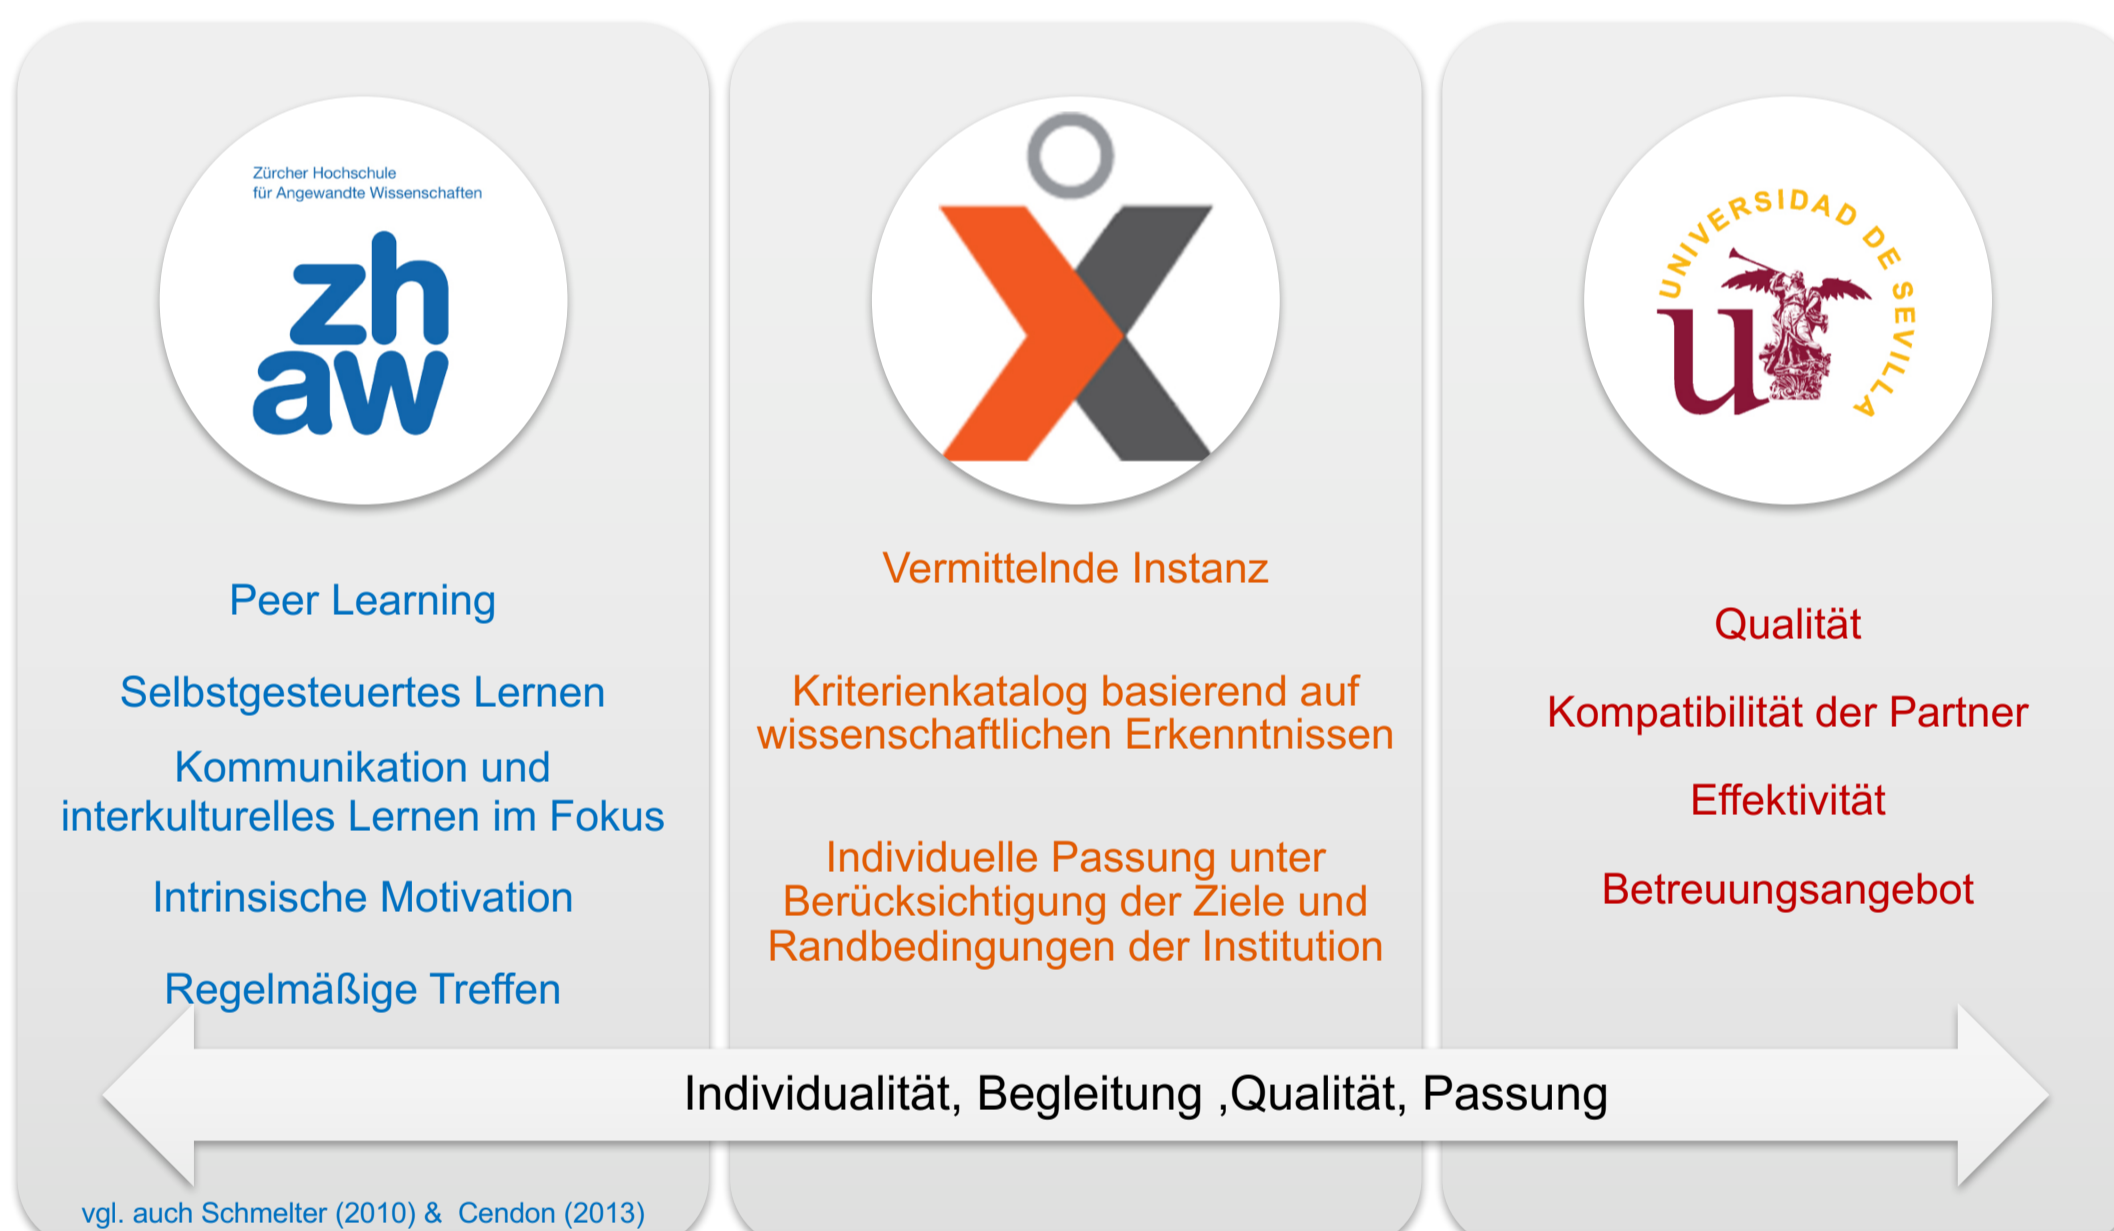 Zürcher Hochschule
für Angewandte Wissenschaften
zh
aw
Peer Learning
Selbstgesteuertes Lernen
Kommunikation und
interkulturelles Lernen im Fokus
Intrinsische Motivation
Regelmäßige Treffen
Vermittelnde Instanz
Kriterienkatalog basierend auf
wissenschaftlichen Erkenntnissen
Individuelle Passung unter
Berücksichtigung der Ziele und
Randbedingungen der Institution
UNIVERSIDAD DE SEVILLA
u
Qualität
Kompatibilität der Partner
Effektivität
Betreuungsangebot
Individualität, Begleitung ,Qualität, Passung
vgl. auch Schmelter (2010) &  Cendon (2013)